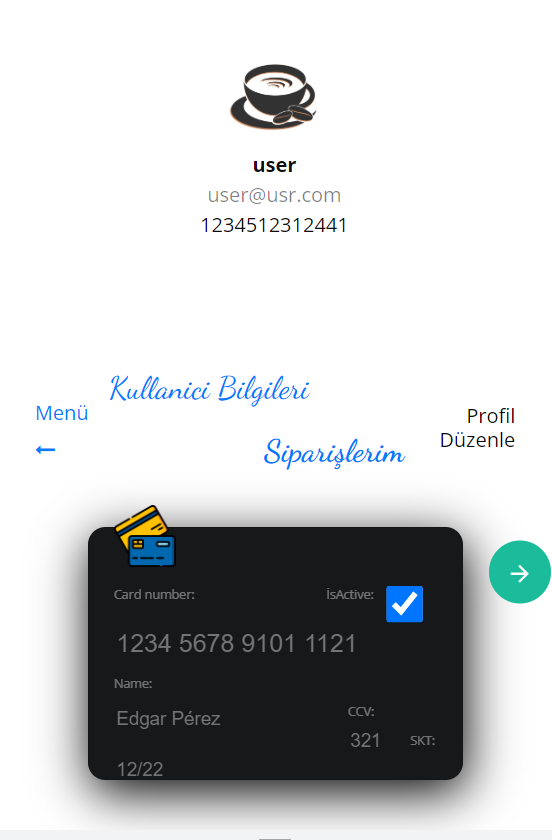 user
user@usr.com
1234512312441
Kullanici Bilgileri
Menü
Profil
Düzenle
Siparişlerim
Card number:
İsActive:
1234 5678 9101 1121
Name:
Edgar Pérez
CCV:
321
SKT:
12/22